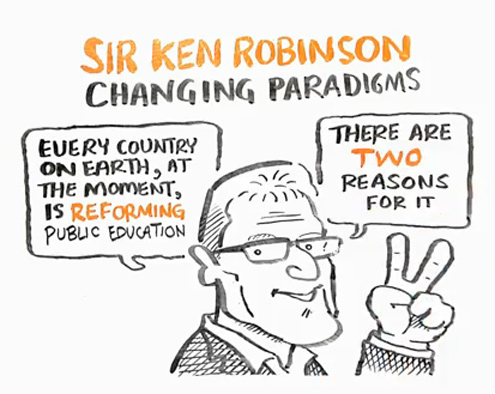 SIR KEN ROBINSON
CHANGING PARADIGMS
EVERY COUNTRY
ON EARTH, AT
THE MOMENT,
IS REFORMING
PUBLIC EDUCATION
THERE ARE
TWO
REASONS
FOR IT